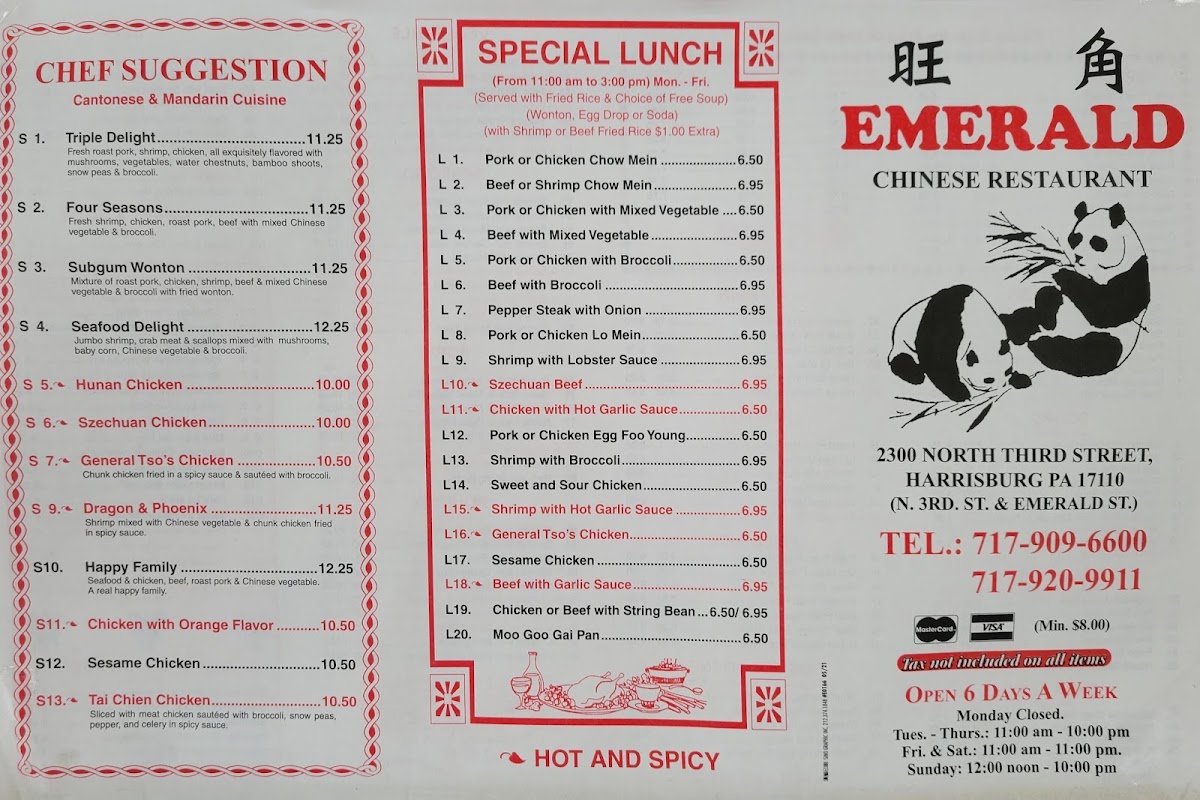 CHEF SUGGESTION
Cantonese & Mandarin Cuisine
S 1. Triple Delight..................................11.25
Fresh roast pork, shrimp, chicken, all exquisitely flavored with
mushrooms, vegetables, water chestnuts, bamboo shoots,
snow peas & broccoli.
S 2. Four Seasons.................................11.25
Fresh shrimp, chicken, roast pork, beef with mixed Chinese
vegetable & broccoli.
S 3. Subgum Wonton ............................11.25
Mixture of roast pork, chicken, shrimp, beef & mixed Chinese
vegetable & broccoli with fried wonton.
S 4. Seafood Delight .............................12.25
Jumbo shrimp, crab meat & scallops mixed with mushrooms,
baby corn, Chinese vegetable & broccoli.
S 5. Hunan Chicken .............................10.00
S 6. Szechuan Chicken.........................10.00
S 7. General Tso's Chicken ..................10.50
Chunk chicken fried in a spicy sauce & sautéed with broccoli.
S 9. Dragon & Phoenix ........................11.25
Shrimp mixed with Chinese vegetable & chunk chicken fried
in spicy sauce.
S10. Happy Family ................................12.25
Seafood & chicken, beef, roast pork & Chinese vegetable.
A real happy family.
S11. Chicken with Orange Flavor ..........10.50
S12. Sesame Chicken ...........................10.50
S13. Tai Chien Chicken.........................10.50
Sliced with meat chicken sautéed with broccoli, snow peas,
pepper, and celery in spicy sauce.
SPECIAL LUNCH
(From 11:00 am to 3:00 pm) Mon. - Fri.
(Served with Fried Rice & Choice of Free Soup)
(Wonton, Egg Drop or Soda)
(with Shrimp or Beef Fried Rice $1.00 Extra)
L 1. Pork or Chicken Chow Mein ..................6.50
L 2. Beef or Shrimp Chow Mein....................6.95
L 3. Pork or Chicken with Mixed Vegetable ....6.50
L 4. Beef with Mixed Vegetable.....................6.95
L 5. Pork or Chicken with Broccoli................6.50
L 6. Beef with Broccoli .................................6.95
L 7. Pepper Steak with Onion .......................6.95
L 8. Pork or Chicken Lo Mein........................6.50
L 9. Shrimp with Lobster Sauce ....................6.95
L10. Szechuan Beef......................................6.95
L11. Chicken with Hot Garlic Sauce...............6.50
L12. Pork or Chicken Egg Foo Young.............6.50
L13. Shrimp with Broccoli.............................6.95
L14. Sweet and Sour Chicken........................6.50
L15. Shrimp with Hot Garlic Sauce ................6.95
L16. General Tso's Chicken...........................6.50
L17. Sesame Chicken ...................................6.50
L18. Beef with Garlic Sauce..........................6.95
L19. Chicken or Beef with String Bean ...6.50/ 6.95
L20. Moo Goo Gai Pan..................................6.50
HOT AND SPICY
旺 角
EMERALD
CHINESE RESTAURANT
2300 NORTH THIRD STREET,
HARRISBURG PA 17110
(N. 3RD. ST. & EMERALD ST.)
TEL.: 717-909-6600
717-920-9911
MasterCard VISA (Min. $8.00)
Tax not included on all items
OPEN 6 DAYS A WEEK
Monday Closed.
Tues. - Thurs.: 11:00 am - 10:00 pm
Fri. & Sat.: 11:00 am - 11:00 pm.
Sunday: 12:00 noon - 10:00 pm